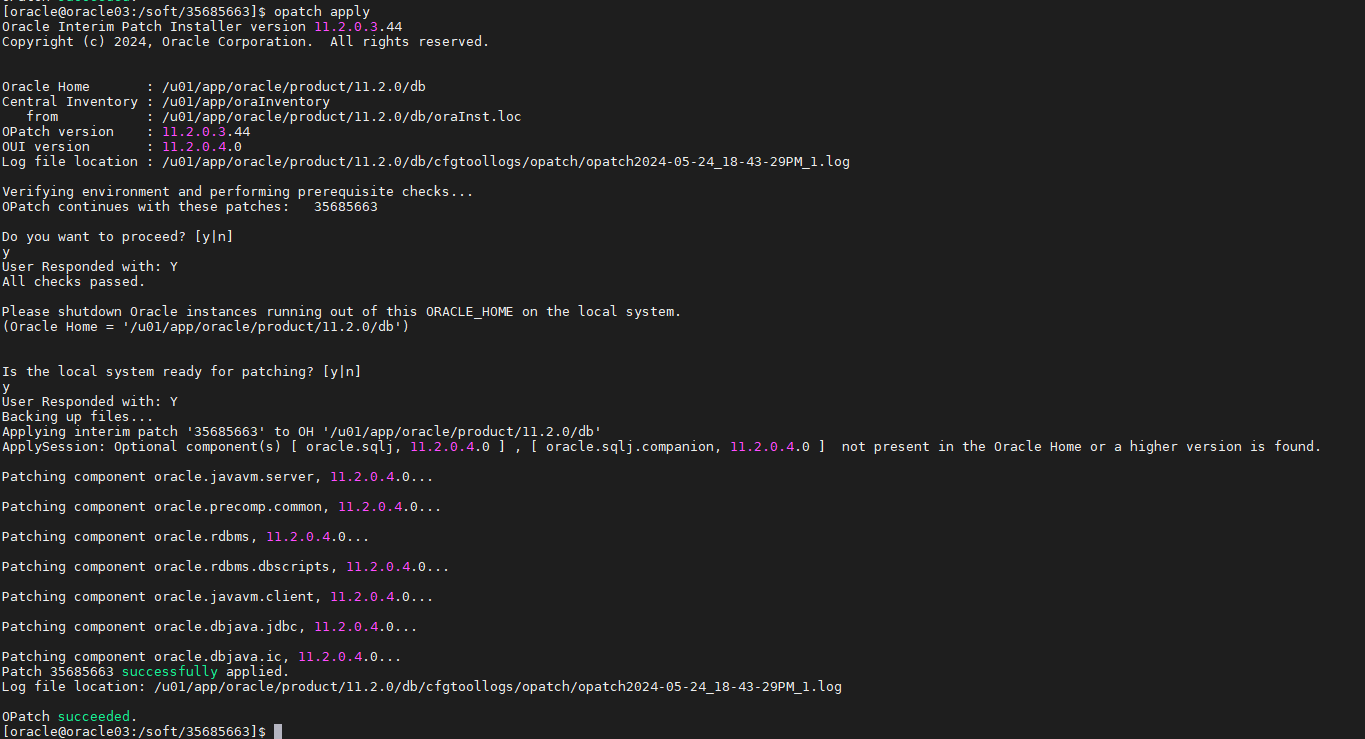 [oracle@oracle03:/soft/35685663]$ opatch apply
Oracle Interim Patch Installer version 11.2.0.3.44
Copyright (c) 2024, Oracle Corporation.  All rights reserved.
Oracle Home       : /u01/app/oracle/product/11.2.0/db
Central Inventory : /u01/app/oraInventory
   from           : /u01/app/oracle/product/11.2.0/db/oraInst.loc
OPatch version    : 11.2.0.3.44
OUI version       : 11.2.0.4.0
Log file location : /u01/app/oracle/product/11.2.0/db/cfgtoollogs/opatch/opatch2024-05-24_18-43-29PM_1.log
Verifying environment and performing prerequisite checks...
OPatch continues with these patches:   35685663
Do you want to proceed? [y|n]
y
User Responded with: Y
All checks passed.
Please shutdown Oracle instances running out of this ORACLE_HOME on the local system.
(Oracle Home = '/u01/app/oracle/product/11.2.0/db')
Is the local system ready for patching? [y|n]
y
User Responded with: Y
Backing up files...
Applying interim patch '35685663' to OH '/u01/app/oracle/product/11.2.0/db'
ApplySession: Optional component(s) [ oracle.sqlj, 11.2.0.4.0 ] , [ oracle.sqlj.companion, 11.2.0.4.0 ]  not present in the Oracle Home or a higher version is found.
Patching component oracle.javavm.server, 11.2.0.4.0...
Patching component oracle.precomp.common, 11.2.0.4.0...
Patching component oracle.rdbms, 11.2.0.4.0...
Patching component oracle.rdbms.dbscripts, 11.2.0.4.0...
Patching component oracle.javavm.client, 11.2.0.4.0...
Patching component oracle.dbjava.jdbc, 11.2.0.4.0...
Patching component oracle.dbjava.ic, 11.2.0.4.0...
Patch 35685663 successfully applied.
Log file location: /u01/app/oracle/product/11.2.0/db/cfgtoollogs/opatch/opatch2024-05-24_18-43-29PM_1.log
OPatch succeeded.
[oracle@oracle03:/soft/35685663]$